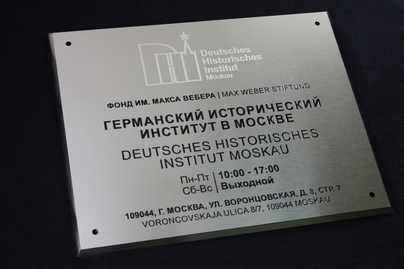 Deutsches
Historisches
Institut
Moskau
ФОНД ИМ. МАКСА ВЕБЕРА | MAX WEBER STIFTUNG
ГЕРМАНСКИЙ ИСТОРИЧЕСКИЙ
ИНСТИТУТ В МОСКВЕ
DEUTSCHES HISTORISCHES
INSTITUT MOSKAU
Пн-Пт | 10:00 - 17:00
Сб-Вс | Выходной
109044, Г. МОСКВА, УЛ. ВОРОНЦОВСКАЯ, Д. 8, СТР. 7
VORONCOVSKAJA ULICA 8/7, 109044 MOSKAU